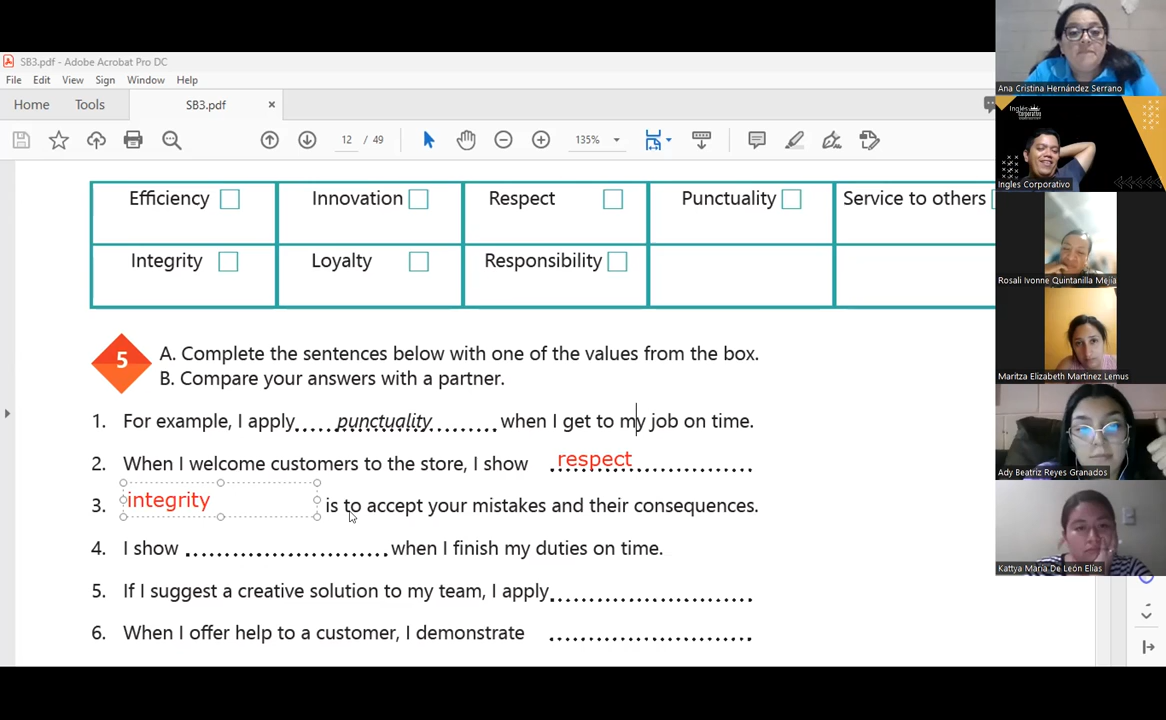 SB3.pdf - Adobe Acrobat Pro DC
File Edit View Sign Window Help
Home Tools SB3.pdf ×
12 / 49 135%
Efficiency Innovation Respect Punctuality Service to others
Integrity Loyalty Responsibility
5 A. Complete the sentences below with one of the values from the box.
B. Compare your answers with a partner.
1. For example, I apply.....punctuality.......... when I get to my job on time.
2. When I welcome customers to the store, I show respect..............................
3. integrity is to accept your mistakes and their consequences.
4. I show .............................. when I finish my duties on time.
5. If I suggest a creative solution to my team, I apply..............................
6. When I offer help to a customer, I demonstrate ..............................
Ana Cristina Hernández Serrano
Inglés
corporativo
Ingles Corporativo
Rosali Ivonne Quintanilla Mejía
Maritza Elizabeth Martinez Lemus
Ady Beatriz Reyes Granados
Kattya María De León Elías